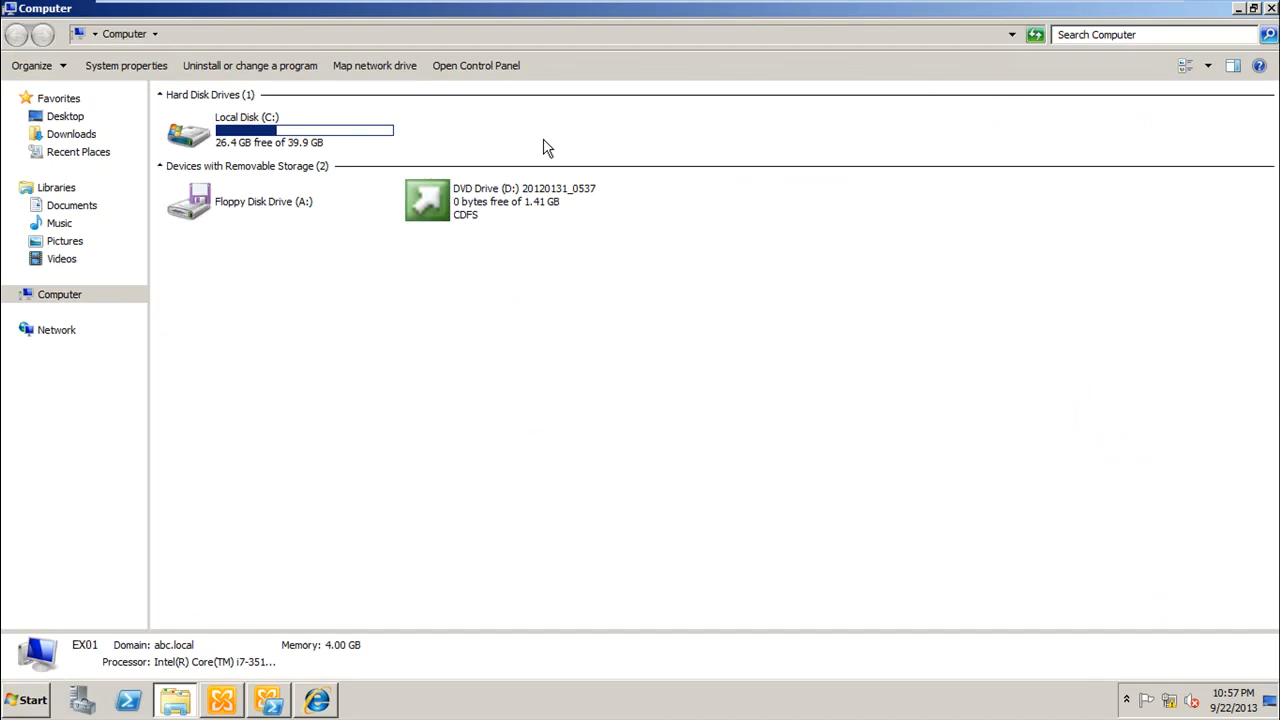 Computer
Computer
Search Computer
Organize
System properties
Uninstall or change a program
Map network drive
Open Control Panel
Favorites
Desktop
Downloads
Recent Places
Libraries
Documents
Music
Pictures
Videos
Computer
Network
Hard Disk Drives (1)
Local Disk (C:)
26.4 GB free of 39.9 GB
Devices with Removable Storage (2)
Floppy Disk Drive (A:)
DVD Drive (D:) 20120131_0537
0 bytes free of 1.41 GB
CDFS
EX01 Domain: abc.local Memory: 4.00 GB
Processor: Intel(R) Core(TM) i7-351...
Start
10:57 PM
9/22/2013